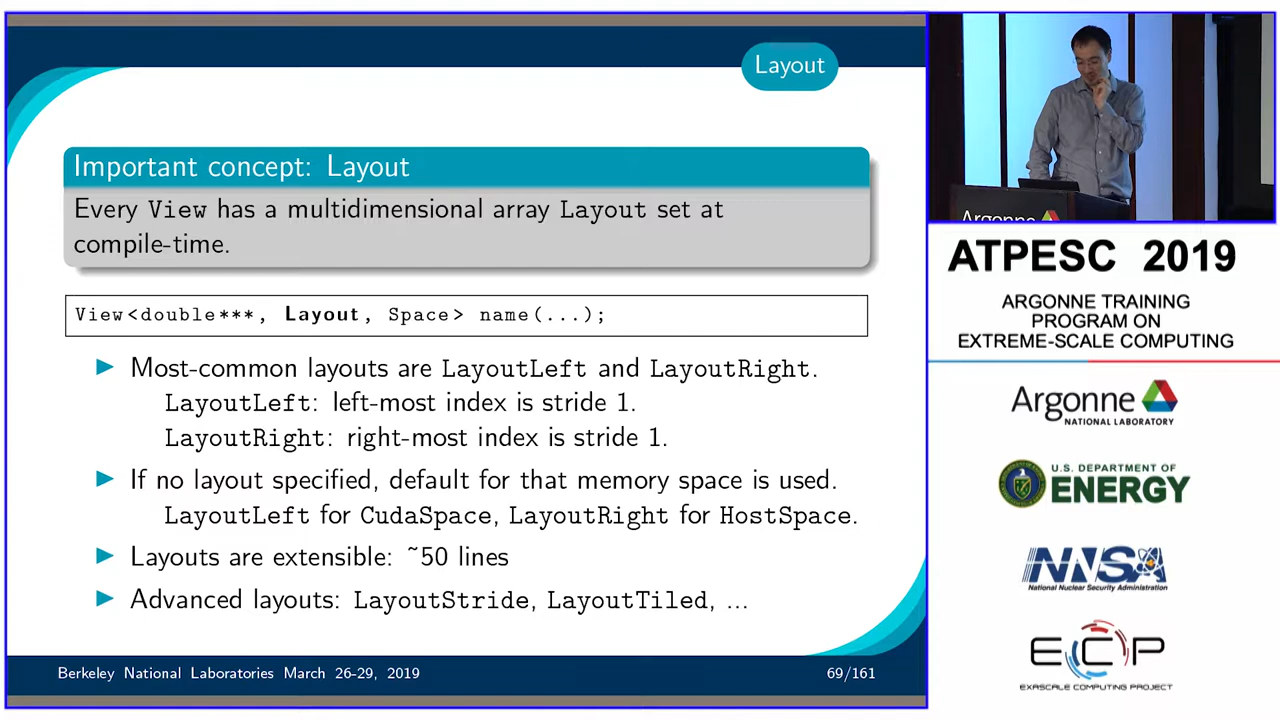 Layout
Important concept: Layout
Every View has a multidimensional array Layout set at
compile-time.
View<double***, Layout, Space> name(...);
Most-common layouts are LayoutLeft and LayoutRight.
LayoutLeft: left-most index is stride 1.
LayoutRight: right-most index is stride 1.
If no layout specified, default for that memory space is used.
LayoutLeft for CudaSpace, LayoutRight for HostSpace.
Layouts are extensible: ~50 lines
Advanced layouts: LayoutStride, LayoutTiled, ...
Berkeley National Laboratories March 26-29, 2019
69/161
Argonne
ATPESC 2019
ARGONNE TRAINING
PROGRAM ON
EXTREME-SCALE COMPUTING
Argonne
NATIONAL LABORATORY
U.S. DEPARTMENT OF
ENERGY
NNSA
National Nuclear Security Administration
ECP
EXASCALE COMPUTING PROJECT